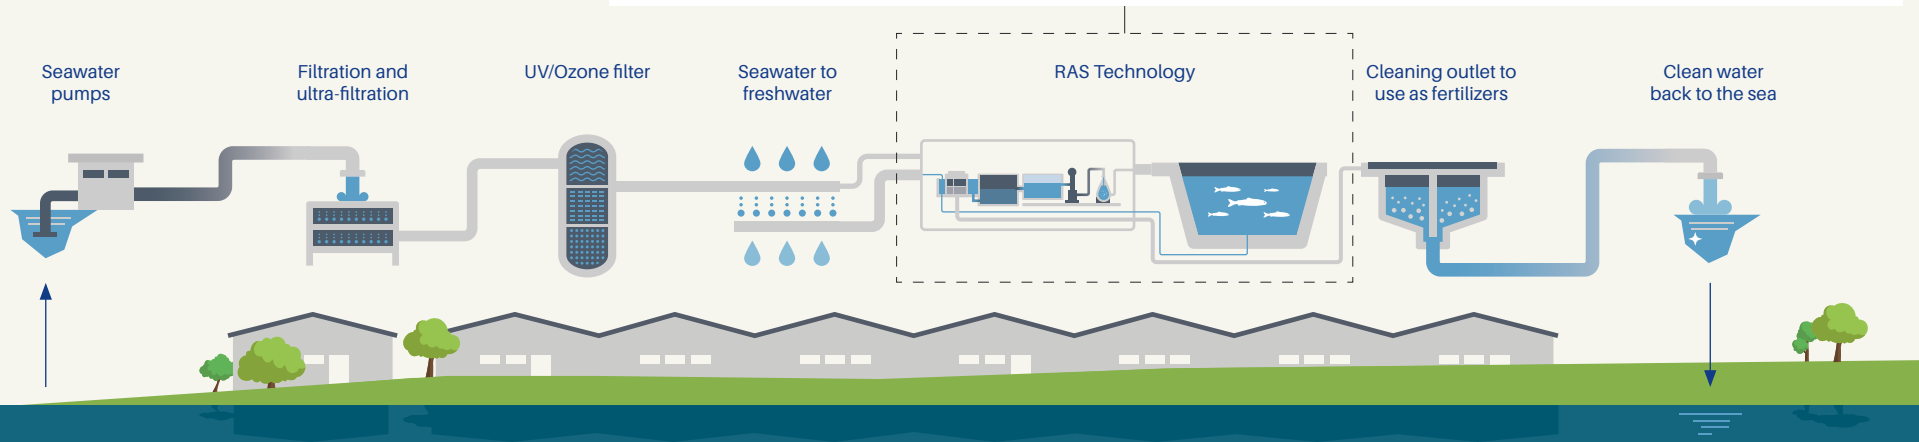 Seawater
pumps
Filtration and
ultra-filtration
UV/Ozone filter
Seawater to
freshwater
RAS Technology
Cleaning outlet to
use as fertilizers
Clean water
back to the sea